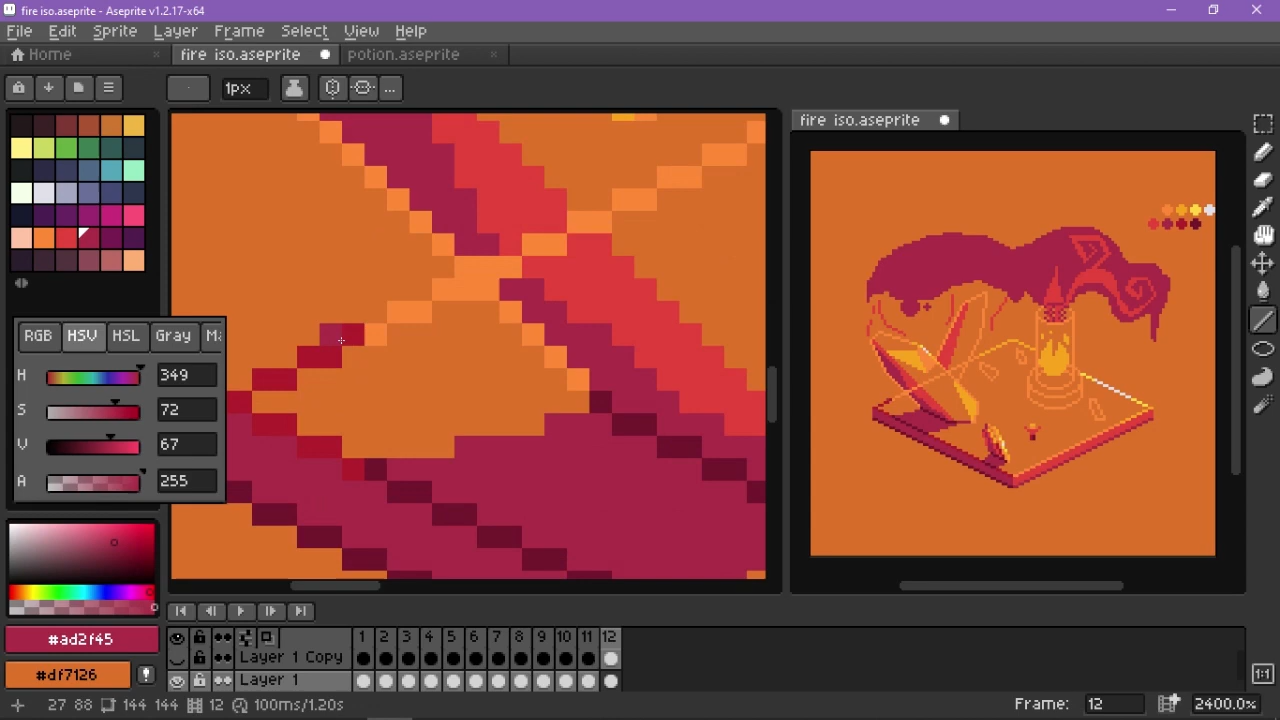 fire iso.aseprite - Aseprite v1.2.17-x64
File Edit Sprite Layer Frame Select View Help
Home fire iso.aseprite potion.aseprite
1px ...
fire iso.aseprite
RGB HSV HSL Gray
H 349
S 72
V 67
A 255
#ad2f45
#df7126
1 2 3 4 5 6 7 8 9 10 11 12
Layer 1 Copy
Layer 1
27 88 144 144 12 100ms/1.20s Frame: 12 2400.0%
1:1